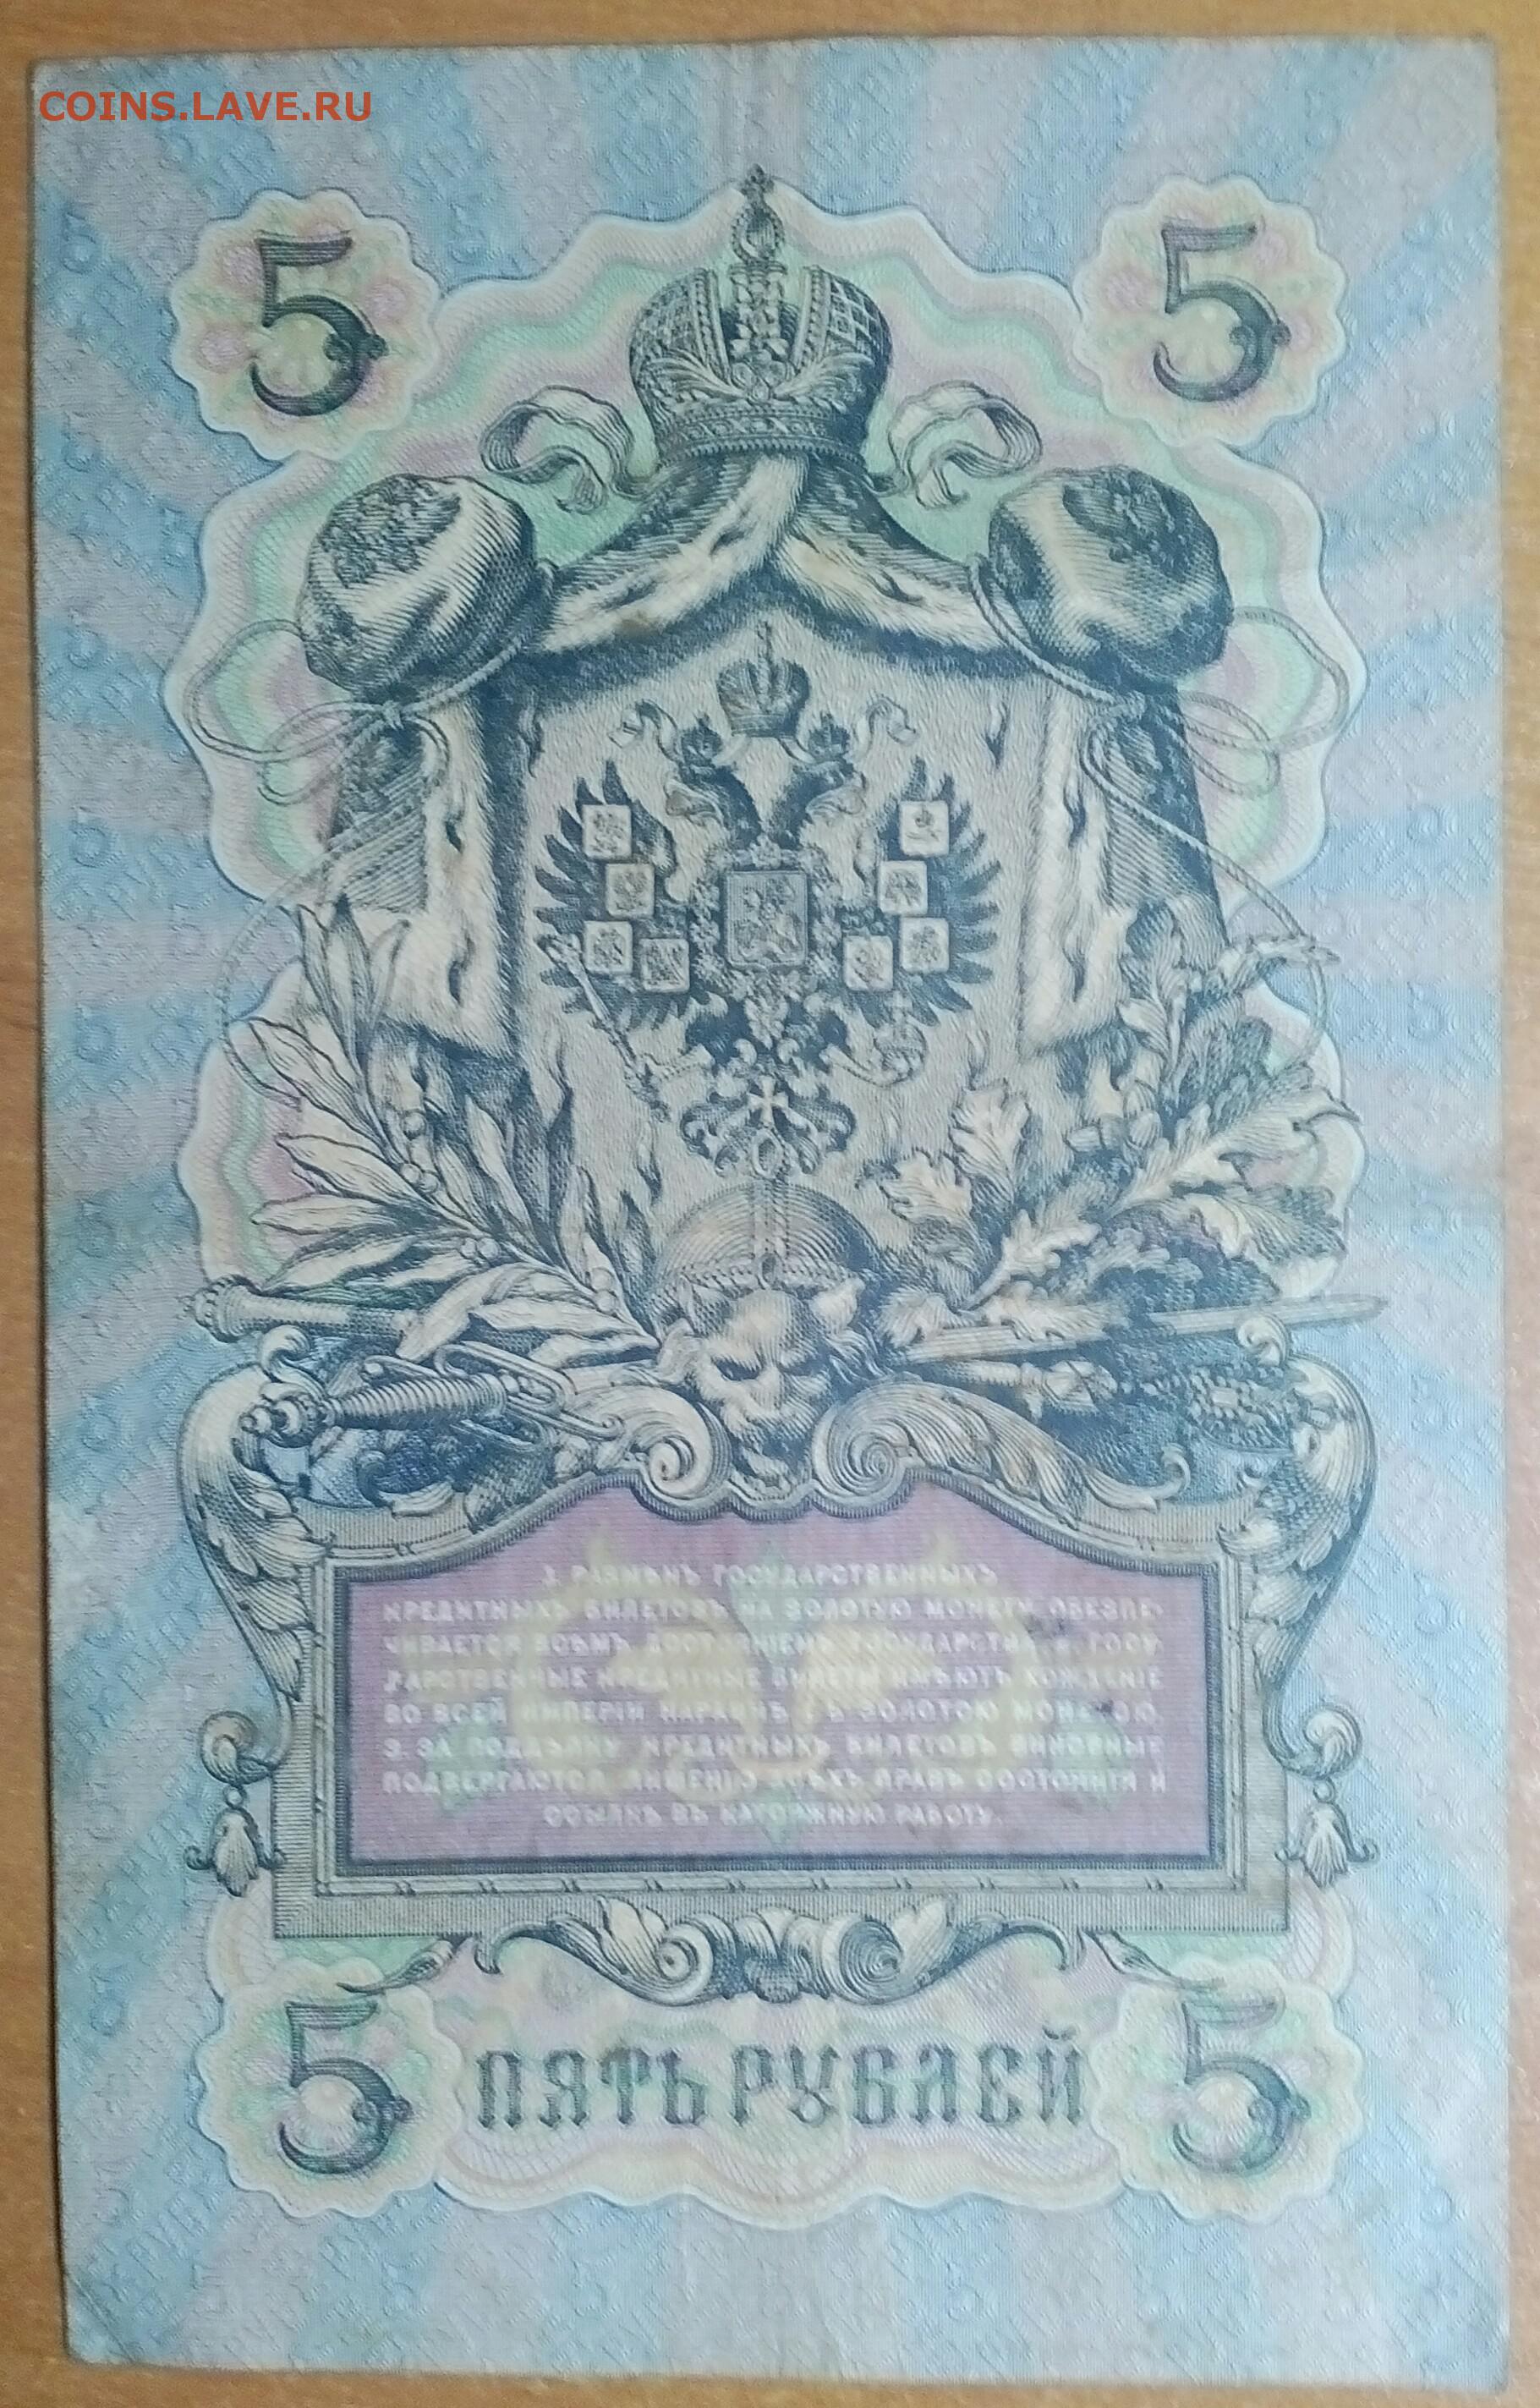 COINS.LAVE.RU
5 5
РАЗМѢНЪ ГОСУДАРСТВЕННЫХЪ
КРЕДИТНЫХЪ БИЛЕТОВЪ НА ЗОЛОТУЮ МОНЕТУ ОБЕЗПЕ-
ЧИВАЕТСЯ ВСѢМЪ ДОСТОЯНІЕМЪ ГОСУДАРСТВА. ГОСУ-
ДАРСТВЕННЫЕ КРЕДИТНЫЕ БИЛЕТЫ ИМѢЮТЪ ХОЖДЕНІЕ
ВО ВСЕЙ ИМПЕРІИ НАРАВНѢ СЪ ЗОЛОТОЮ МОНЕТОЮ.
3. ЗА ПОДДѢЛКУ КРЕДИТНЫХЪ БИЛЕТОВЪ ВИНОВНЫЕ
ПОДВЕРГАЮТСЯ ЛИШЕНІЮ ВСѢХЪ ПРАВЪ СОСТОЯНІЯ И
ССЫЛКѢ ВЪ КАТОРЖНУЮ РАБОТУ.
5 ПЯТЬ РУБЛЕЙ 5